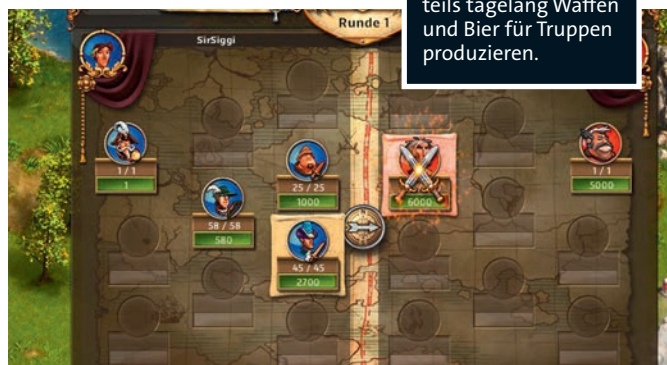 teils tagelang Waffen
und Bier für Truppen
produzieren.
Runde 1
SirSiggi
1 / 1
1
58 / 58
580
25 / 25
1000
45 / 45
2700
6000
1 / 1
5000